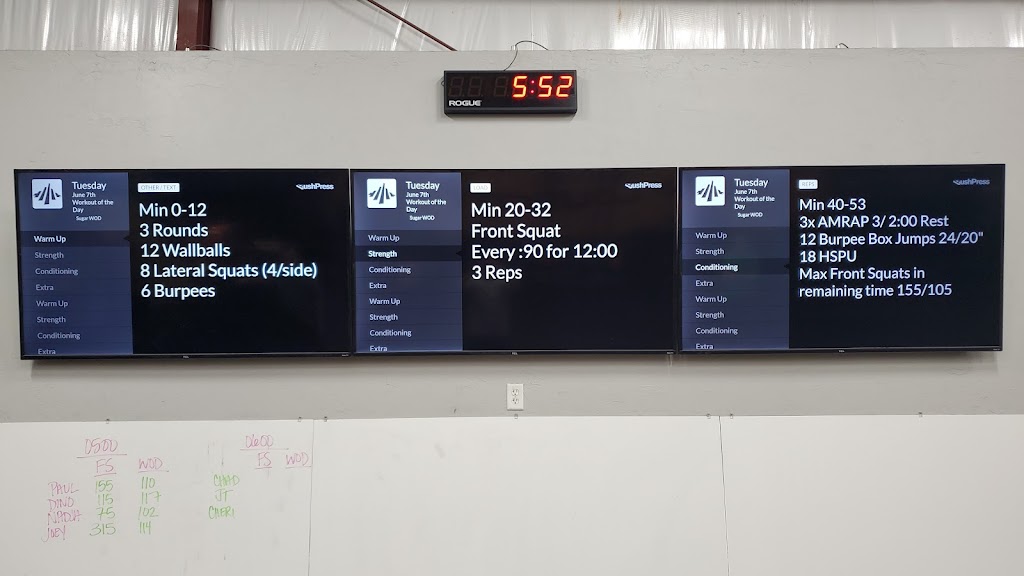 5:52
ROGUE
Tuesday
June 7th
Workout of the
Day
Sugar WOD
Warm Up
Strength
Conditioning
Extra
Warm Up
Strength
Conditioning
Extra
OTHER / TEXT
PushPress
Min 0-12
3 Rounds
12 Wallballs
8 Lateral Squats (4/side)
6 Burpees
Tuesday
June 7th
Workout of the
Day
Sugar WOD
Warm Up
Strength
Conditioning
Extra
Warm Up
Strength
Conditioning
Extra
LOAD
PushPress
Min 20-32
Front Squat
Every :90 for 12:00
3 Reps
Tuesday
June 7th
Workout of the
Day
Sugar WOD
Warm Up
Strength
Conditioning
Extra
Warm Up
Strength
Conditioning
Extra
REPS
PushPress
Min 40-53
3x AMRAP 3/ 2:00 Rest
12 Burpee Box Jumps 24/20"
18 HSPU
Max Front Squats in
remaining time 155/105
TCL
TCL
TCL
0500
FS WOD
PAUL 155 110
DINO 115 117
NADIA 75 102
JOEY 315 114
0600
FS WOD
CHAD
JT
CHERI